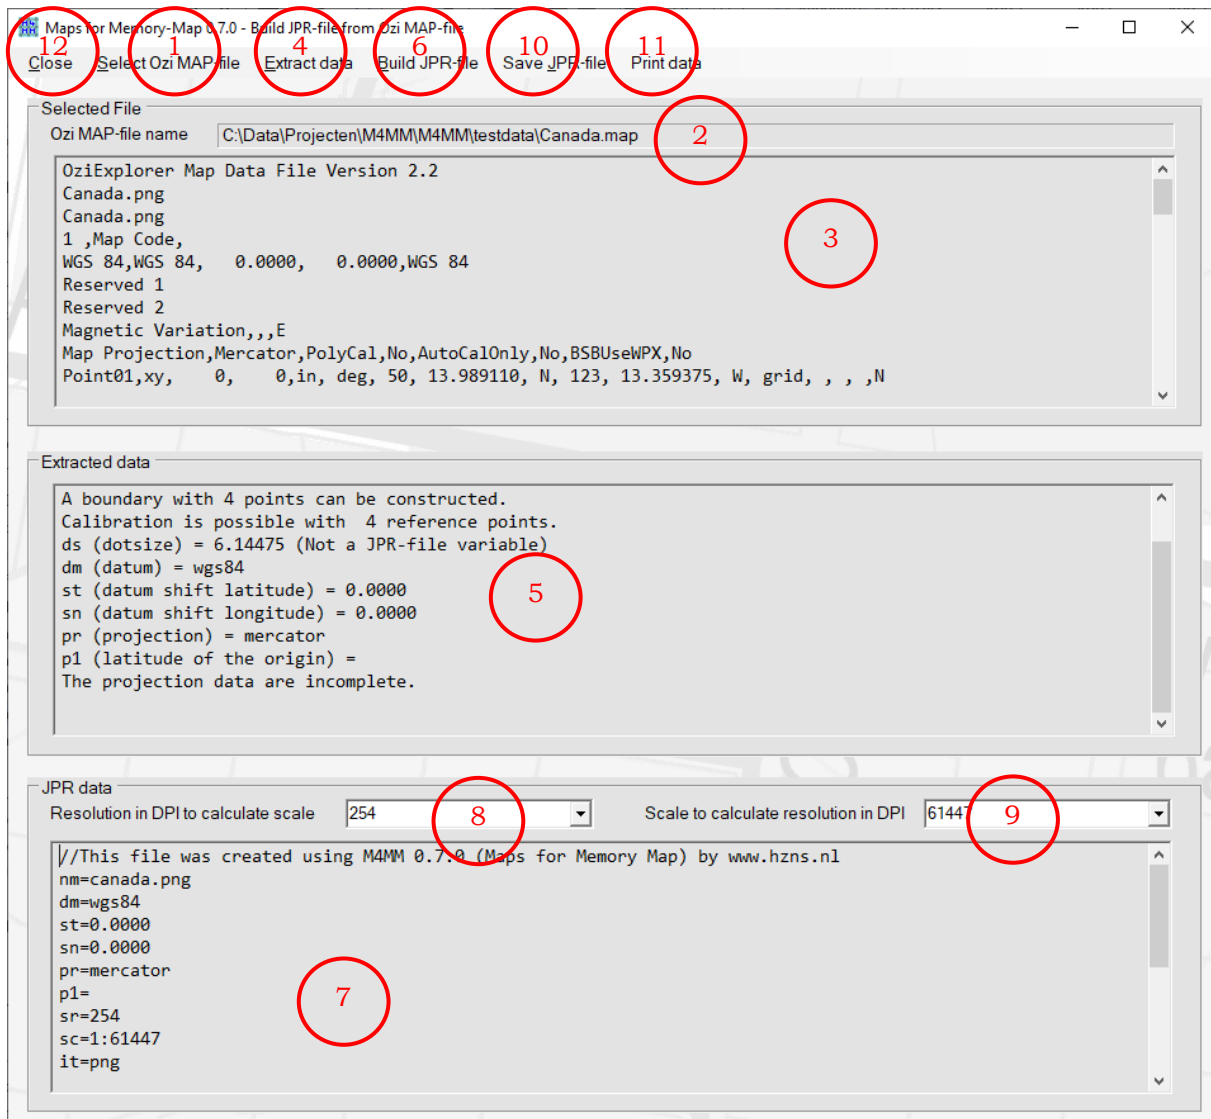 Maps for Memory-Map 0.7.0 - Build JPR-file from Ozi MAP-file
12 1 4 6 10 11
Close Select Ozi MAP-file Extract data Build JPR-file Save JPR-file Print data
Selected File
Ozi MAP-file name C:\Data\Projecten\M4MM\M4MM\testdata\Canada.map 2
OziExplorer Map Data File Version 2.2
Canada.png
Canada.png
1 ,Map Code,
3
WGS 84,WGS 84,   0.0000,   0.0000,WGS 84
Reserved 1
Reserved 2
Magnetic Variation,,,E
Map Projection,Mercator,PolyCal,No,AutoCalOnly,No,BSBUseWPX,No
Point01,xy,    0,    0,in, deg, 50, 13.989110, N, 123, 13.359375, W, grid, , , ,N
Extracted data
A boundary with 4 points can be constructed.
Calibration is possible with  4 reference points.
ds (dotsize) = 6.14475 (Not a JPR-file variable)
dm (datum) = wgs84
st (datum shift latitude) = 0.0000
5
sn (datum shift longitude) = 0.0000
pr (projection) = mercator
p1 (latitude of the origin) =
The projection data are incomplete.
JPR data
Resolution in DPI to calculate scale 254 8 Scale to calculate resolution in DPI 61447 9
//This file was created using M4MM 0.7.0 (Maps for Memory Map) by www.hzns.nl
nm=canada.png
dm=wgs84
st=0.0000
sn=0.0000
pr=mercator
p1=
7
sr=254
sc=1:61447
it=png